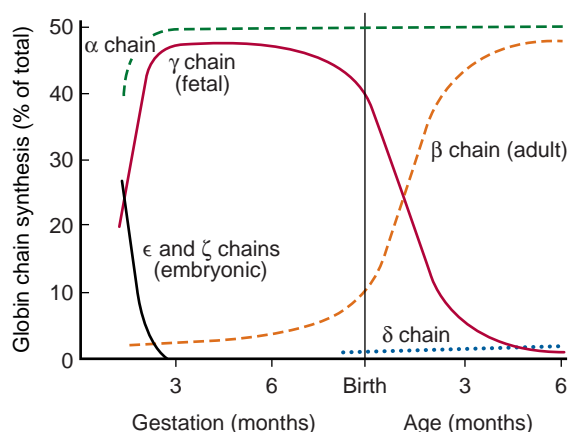 Globin chain synthesis (% of total)
50
40
30
20
10
0
α chain
γ chain
(fetal)
β chain (adult)
ϵ and ζ chains
(embryonic)
δ chain
3
6
Birth
3
6
Gestation (months)
Age (months)